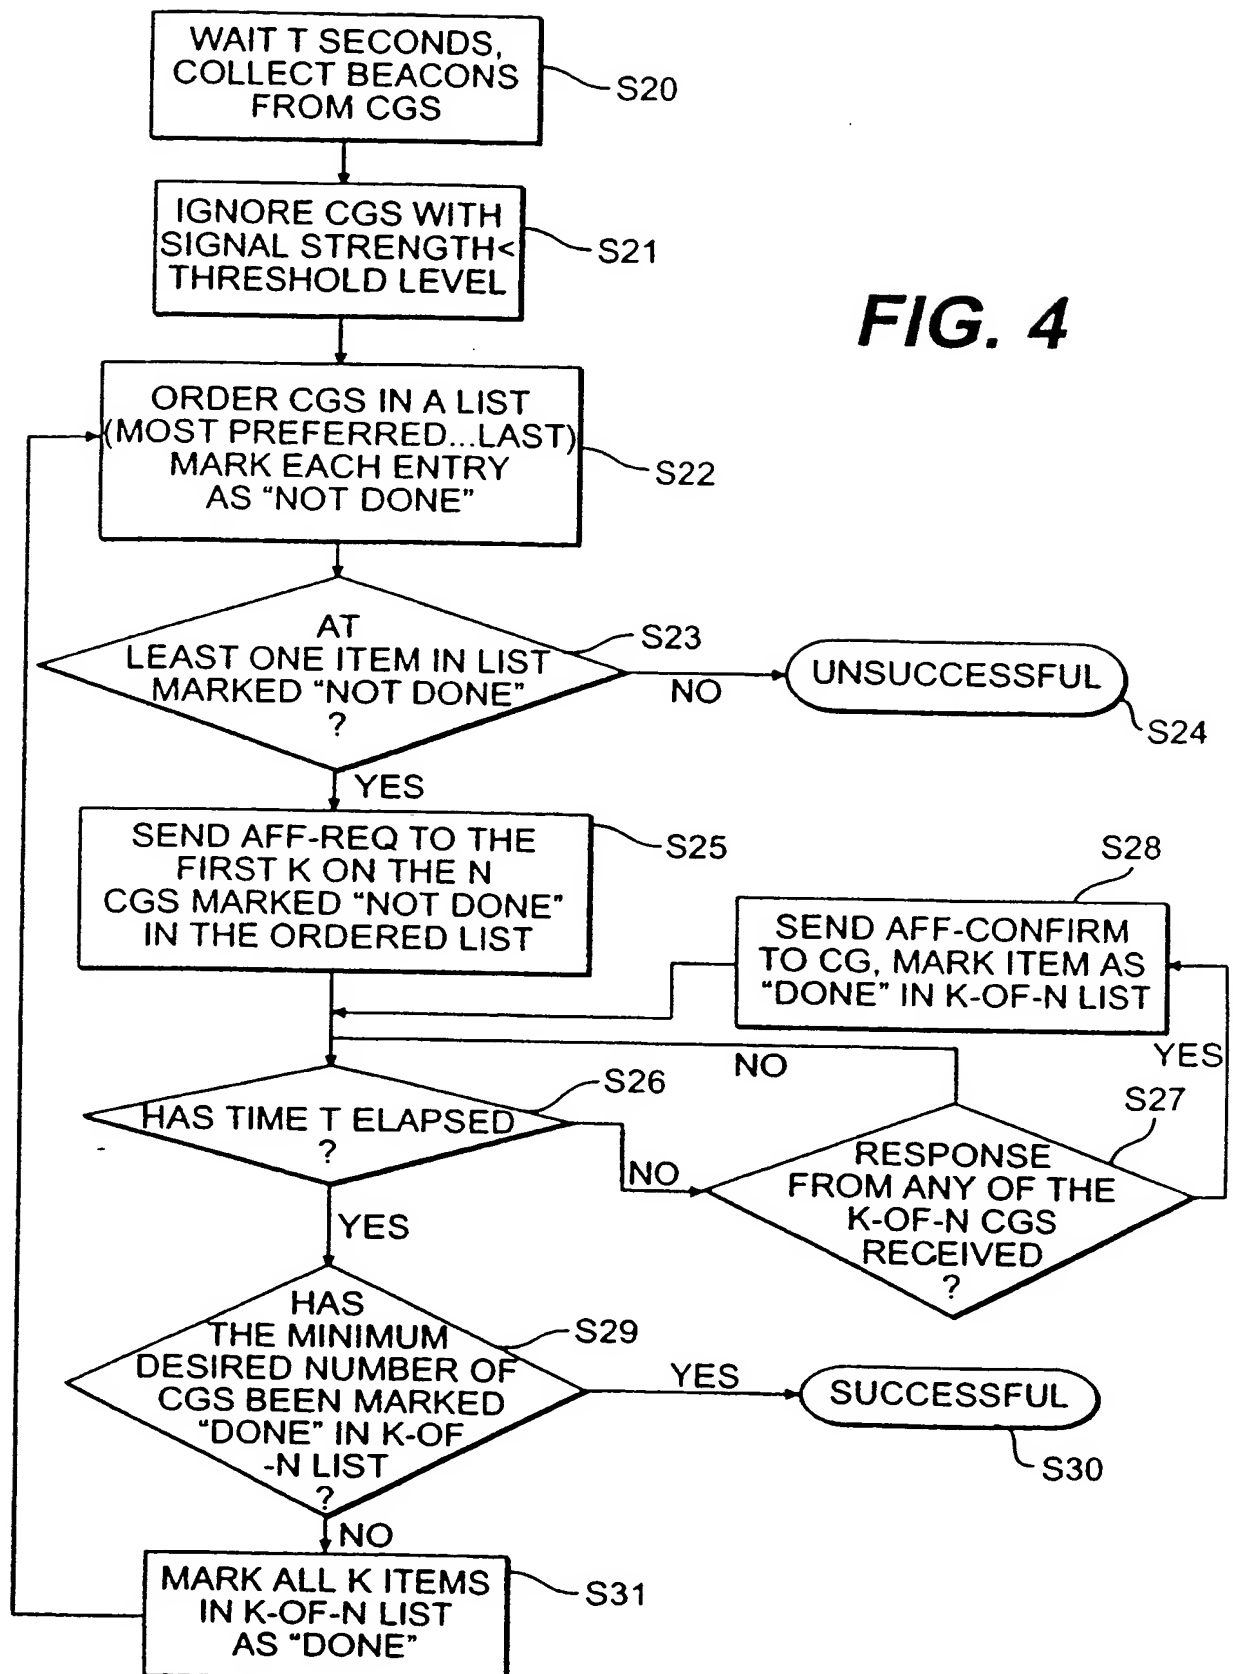 WAIT T SECONDS,
COLLECT BEACONS
FROM CGS
S20
IGNORE CGS WITH
SIGNAL STRENGTH<
THRESHOLD LEVEL
S21
FIG. 4
ORDER CGS IN A LIST
(MOST PREFERRED...LAST)
MARK EACH ENTRY
AS "NOT DONE"
S22
AT
LEAST ONE ITEM IN LIST
MARKED "NOT DONE"
?
S23
NO
UNSUCCESSFUL
S24
YES
SEND AFF-REQ TO THE
FIRST K ON THE N
CGS MARKED "NOT DONE"
IN THE ORDERED LIST
S25
S28
SEND AFF-CONFIRM
TO CG, MARK ITEM AS
"DONE" IN K-OF-N LIST
NO
YES
HAS TIME T ELAPSED
?
S26
NO
S27
RESPONSE
FROM ANY OF THE
K-OF-N CGS
RECEIVED
?
YES
HAS
THE MINIMUM
DESIRED NUMBER OF
CGS BEEN MARKED
"DONE" IN K-OF
-N LIST
?
S29
YES
SUCCESSFUL
S30
NO
MARK ALL K ITEMS
IN K-OF-N LIST
AS "DONE"
S31